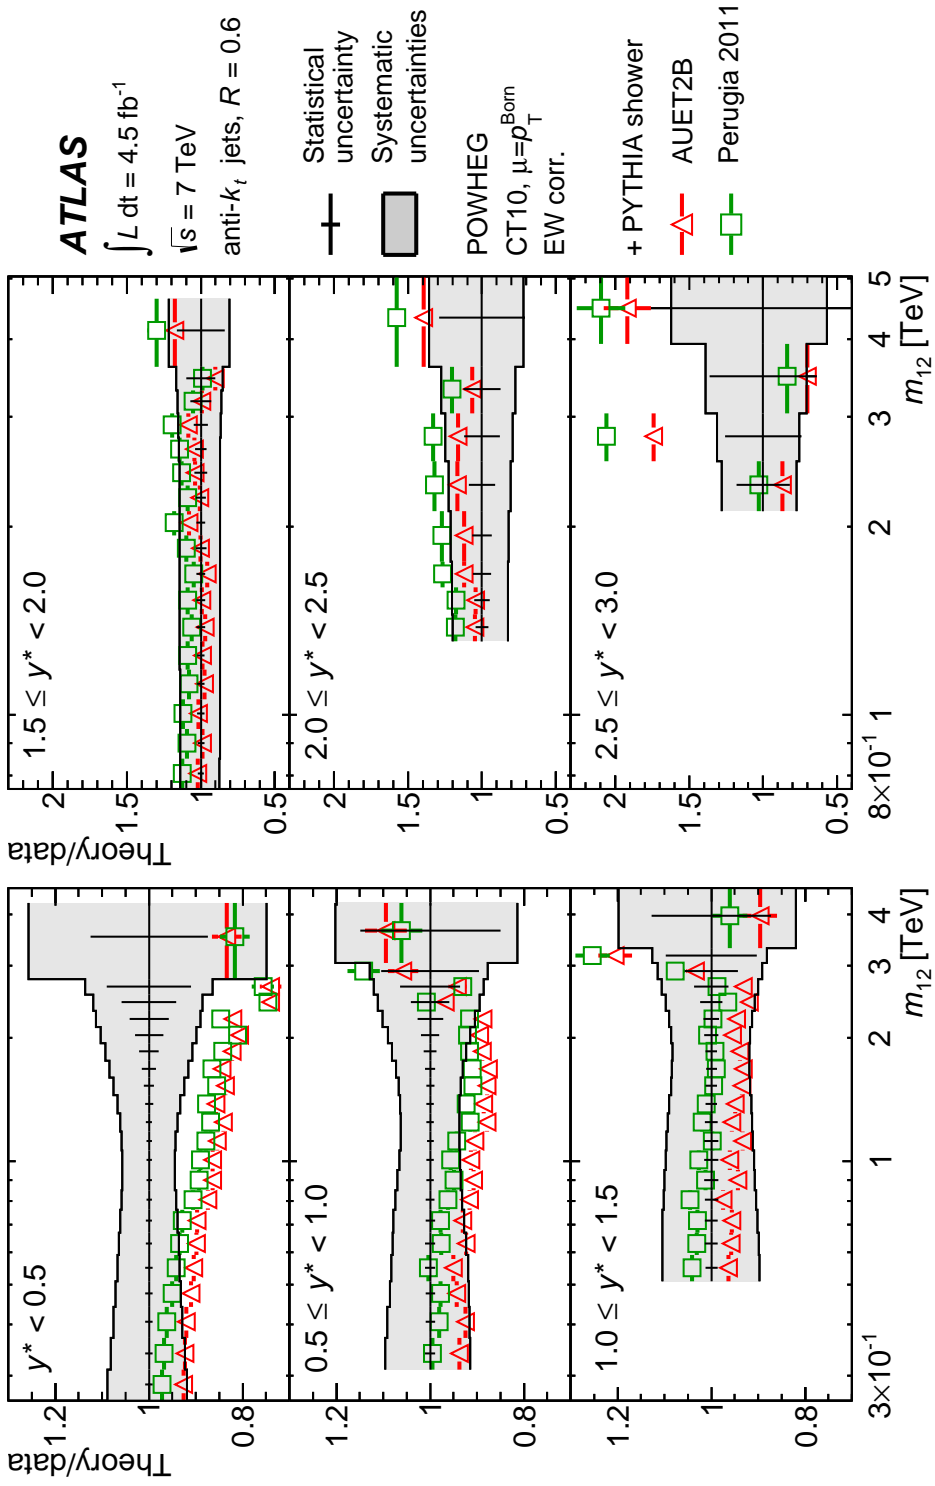 Theory/data
y* < 0.5
1.2
1
0.8
0.5 ≤ y* < 1.0
1.2
1
0.8
1.0 ≤ y* < 1.5
1.2
1
0.8
3×10⁻¹
1
2
3
4
m₁₂ [TeV]
Theory/data
1.5 ≤ y* < 2.0
2
1.5
1
0.5
2.0 ≤ y* < 2.5
2
1.5
1
0.5
2.5 ≤ y* < 3.0
2
1.5
1
0.5
8×10⁻¹
1
2
3
4
5
m₁₂ [TeV]
ATLAS
∫ L dt = 4.5 fb⁻¹
√s = 7 TeV
anti-kₜ jets, R = 0.6
Statistical
uncertainty
Systematic
uncertainties
POWHEG
CT10, μ=p_T^Born
EW corr.
+ PYTHIA shower
AUET2B
Perugia 2011